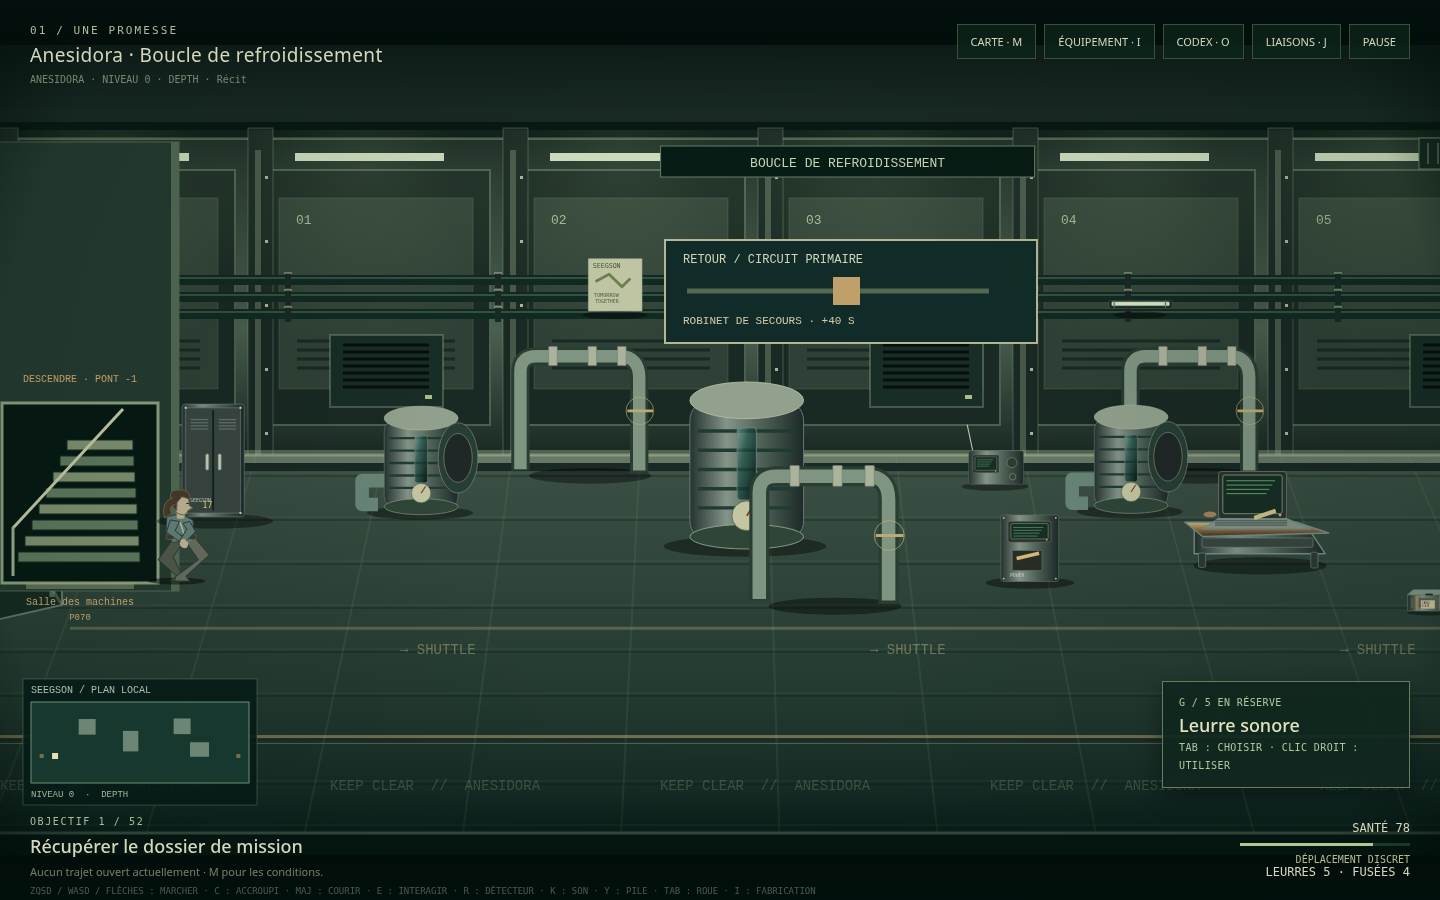 01 / UNE PROMESSE
Anesidora · Boucle de refroidissement
ANESIDORA · NIVEAU 0 · DEPTH · Récit
CARTE · M
ÉQUIPEMENT · I
CODEX · O
LIAISONS · J
PAUSE
BOUCLE DE REFROIDISSEMENT
01
02
03
04
05
SEEGSON
TOMORROW
TOGETHER
RETOUR / CIRCUIT PRIMAIRE
ROBINET DE SECOURS · +40 S
DESCENDRE · PONT -1
SEEGSON
17
POWER
Salle des machines
P070
→ SHUTTLE
→ SHUTTLE
→ SHUTTLE
SEEGSON / PLAN LOCAL
NIVEAU 0 · DEPTH
G / 5 EN RÉSERVE
Leurre sonore
TAB : CHOISIR · CLIC DROIT :
UTILISER
KEEP CLEAR // ANESIDORA
KEEP CLEAR // ANESIDORA
KEEP CLEAR // ANES
OBJECTIF 1 / 52
Récupérer le dossier de mission
Aucun trajet ouvert actuellement · M pour les conditions.
ZQSD / WASD / FLÈCHES : MARCHER · C : ACCROUPI · MAJ : COURIR · E : INTERAGIR · R : DÉTECTEUR · K : SON · Y : PILE · TAB : ROUE · I : FABRICATION
SANTÉ 78
DÉPLACEMENT DISCRET
LEURRES 5 · FUSÉES 4